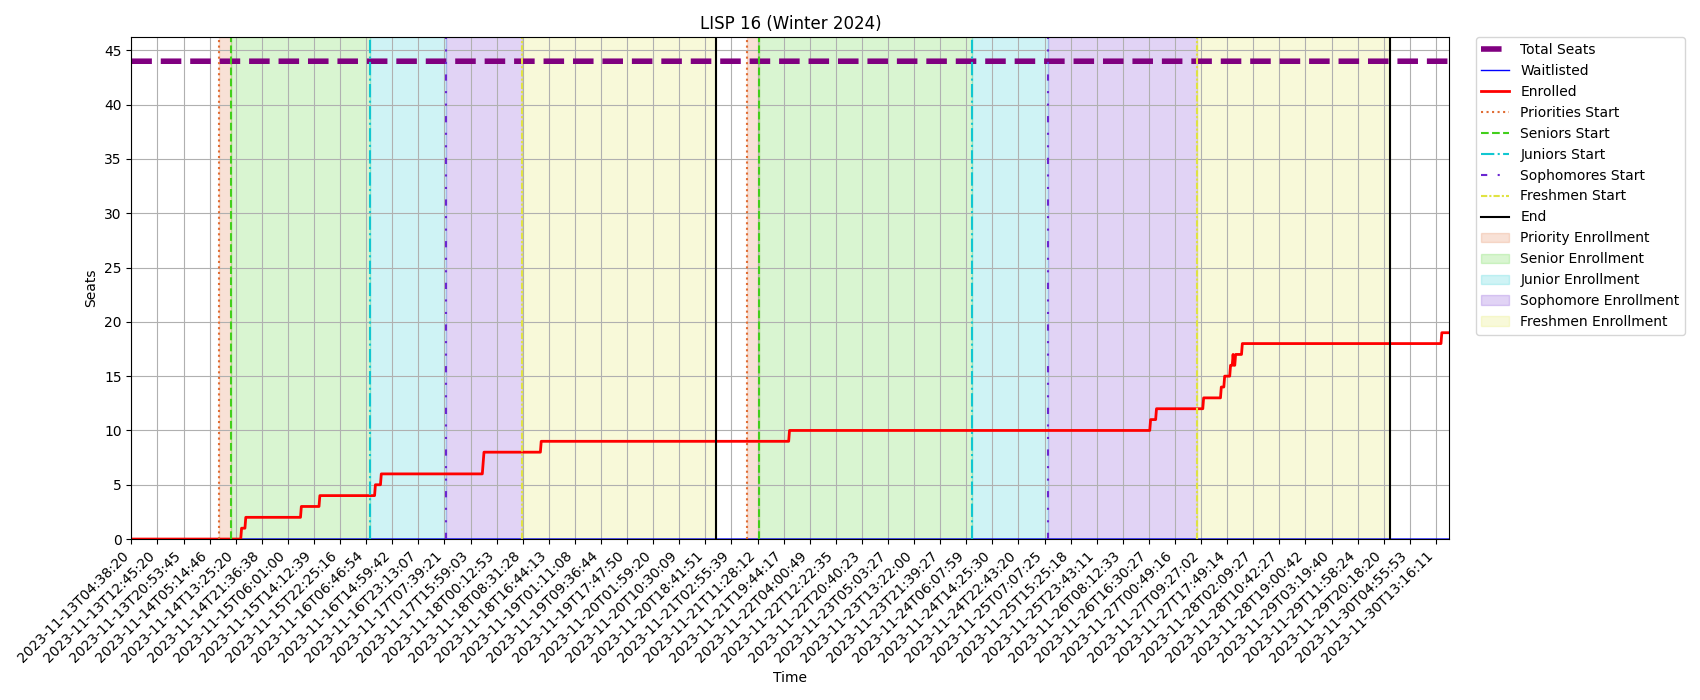 LISP 16 (Winter 2024)
45
40
35
30
25
20
15
10
5
0
Seats
2023-11-13T04:38:20
2023-11-13T12:45:20
2023-11-13T20:53:45
2023-11-14T05:14:46
2023-11-14T13:25:20
2023-11-14T21:36:38
2023-11-15T06:01:00
2023-11-15T14:12:39
2023-11-15T22:25:16
2023-11-16T06:46:54
2023-11-16T14:59:42
2023-11-16T23:13:07
2023-11-17T07:39:21
2023-11-17T15:59:03
2023-11-18T00:12:53
2023-11-18T08:31:28
2023-11-18T16:44:13
2023-11-19T01:11:08
2023-11-19T09:36:44
2023-11-19T17:47:50
2023-11-20T01:59:20
2023-11-20T10:30:09
2023-11-20T18:41:51
2023-11-21T02:55:39
2023-11-21T11:28:12
2023-11-21T19:44:17
2023-11-22T04:00:49
2023-11-22T12:22:35
2023-11-22T20:40:23
2023-11-23T05:03:27
2023-11-23T13:22:00
2023-11-23T21:39:27
2023-11-24T06:07:59
2023-11-24T14:25:30
2023-11-24T22:43:20
2023-11-25T07:07:25
2023-11-25T15:25:18
2023-11-25T23:43:11
2023-11-26T08:12:33
2023-11-26T16:30:27
2023-11-27T00:49:16
2023-11-27T09:27:02
2023-11-27T17:49:14
2023-11-28T02:09:27
2023-11-28T10:42:27
2023-11-28T19:00:42
2023-11-29T03:19:40
2023-11-29T11:58:24
2023-11-29T20:18:20
2023-11-30T04:55:53
2023-11-30T13:16:11
Time
Total Seats
Waitlisted
Enrolled
Priorities Start
Seniors Start
Juniors Start
Sophomores Start
Freshmen Start
End
Priority Enrollment
Senior Enrollment
Junior Enrollment
Sophomore Enrollment
Freshmen Enrollment